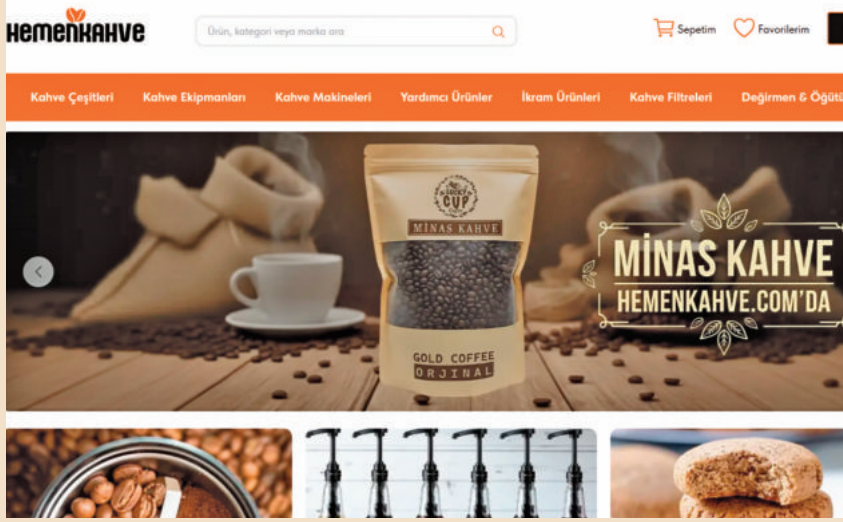 HemenKAHVe
Ürün, kategori veya marka ara
Sepetim
Favorilerim
Kahve Çeşitleri
Kahve Ekipmanları
Kahve Makineleri
Yardımcı Ürünler
İkram Ürünleri
Kahve Filtreleri
Değirmen & Öğütü
LUCKY
CUP
MİNAS KAHVE
GOLD COFFEE
ORJINAL
MİNAS KAHVE
HEMENKAHVE.COM'DA